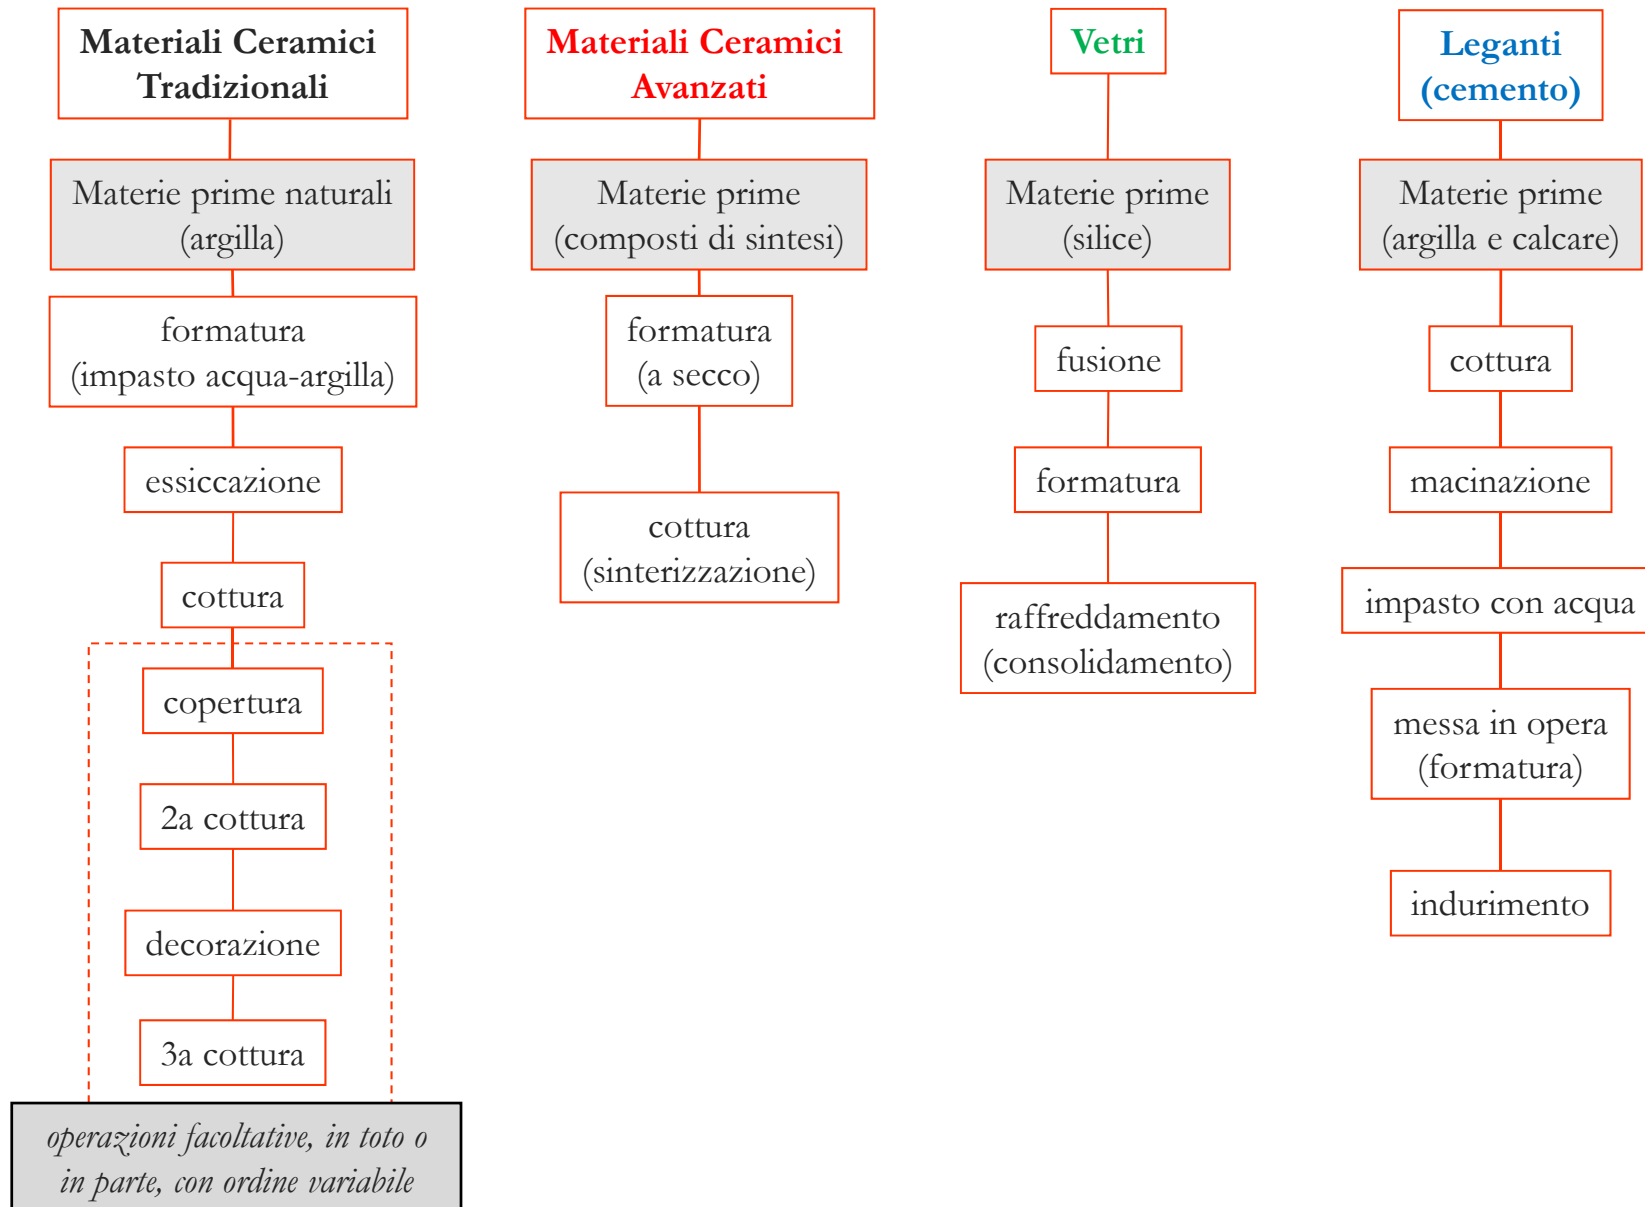 Materiali Ceramici
Tradizionali
Materie prime naturali
(argilla)
formatura
(impasto acqua-argilla)
essiccazione
cottura
copertura
2a cottura
decorazione
3a cottura
operazioni facoltative, in toto o
in parte, con ordine variabile
Materiali Ceramici
Avanzati
Materie prime
(composti di sintesi)
formatura
(a secco)
cottura
(sinterizzazione)
Vetri
Materie prime
(silice)
fusione
formatura
raffreddamento
(consolidamento)
Leganti
(cemento)
Materie prime
(argilla e calcare)
cottura
macinazione
impasto con acqua
messa in opera
(formatura)
indurimento